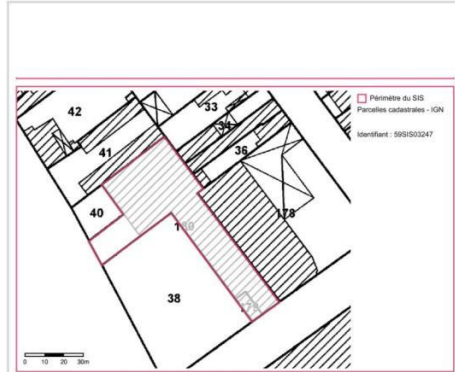 Périmètre du SIS
Parcelles cadastrales - IGN
Identifiant : 59SIS03247
42
33
34
41
36
40
178
38
0 10 20 30m